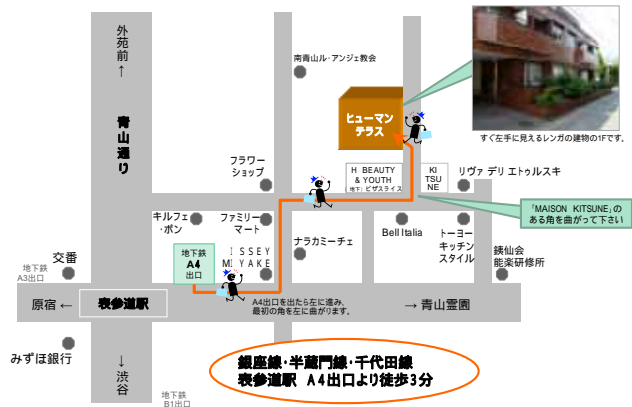 外苑前
↑
青山通り
南青山ル・アンジェ教会
ヒューマン
テラス
すぐ左手に見えるレンガの建物の1Fです。
フラワー
ショップ
H BEAUTY
& YOUTH
(地下) ピザスライス
KI
TSU
NE
リヴァ デリ エトゥルスキ
「MAISON KITSUNE」の
ある角を曲がって下さい
キルフェ
・ボン
ファミリー
マート
ISSEY
MIYAKE
ナラカミーチェ
Bell Italia
トーヨー
キッチン
スタイル
銕仙会
能楽研修所
地下鉄
A4
出口
交番
地下鉄
A3出口
原宿 ←
表参道駅
A4出口を出たら左に進み、
最初の角を左に曲がります。
→ 青山霊園
みずほ銀行
↓
渋谷
地下鉄
B1出口
銀座線・半蔵門線・千代田線
表参道駅 A4出口より徒歩3分